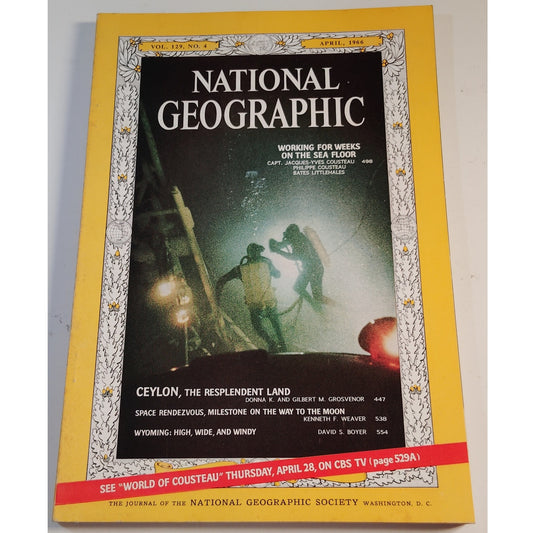 VOL. 129, NO. 4
APRIL, 1966
NATIONAL
GEOGRAPHIC
WORKING FOR WEEKS
ON THE SEA FLOOR
CAPT. JACQUES-YVES COUSTEAU 498
PHILIPPE COUSTEAU
BATES LITTLEHALES
CEYLON, THE RESPLENDENT LAND
DONNA K. AND GILBERT M. GROSVENOR 447
SPACE RENDEZVOUS, MILESTONE ON THE WAY TO THE MOON
KENNETH F. WEAVER 538
WYOMING: HIGH, WIDE, AND WINDY
DAVID S. BOYER 554
SEE "WORLD OF COUSTEAU" THURSDAY, APRIL 28, ON CBS TV (page 529A)
THE JOURNAL OF THE NATIONAL GEOGRAPHIC SOCIETY WASHINGTON, D. C.